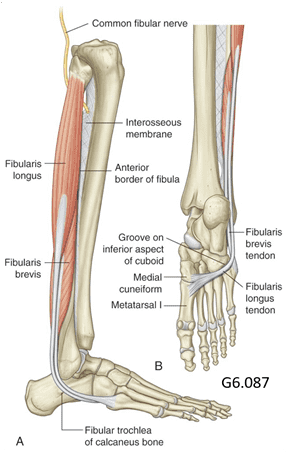 Common fibular nerve
Interosseous
membrane
Fibularis
longus
Anterior
border of fibula
Fibularis
brevis
Fibular trochlea
of calcaneus bone
A
Groove on
inferior aspect
of cuboid
Medial
cuneiform
Metatarsal I
Fibularis
brevis
tendon
Fibularis
longus
tendon
B
G6.087